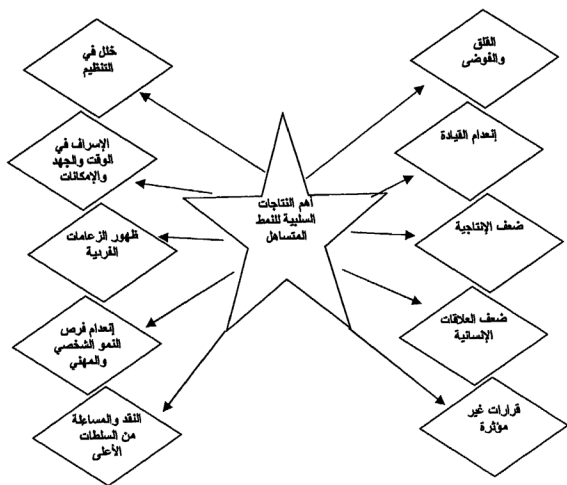 القلق
والفوضى
إنعدام القيادة
ضعف الإنتاجية
ضعف العلاقات
الإنسانية
قرارات غير
مؤثرة
أهم النتاجات
السلبية للنمط
المتساهل
خلل في
التنظيم
الإسراف في
الوقت والجهد
والإمكانات
ظهور الزعامات
الفردية
إنعدام فرص
النمو الشخصي
والمهني
النقد والمساءلة
من السلطات
الأعلى